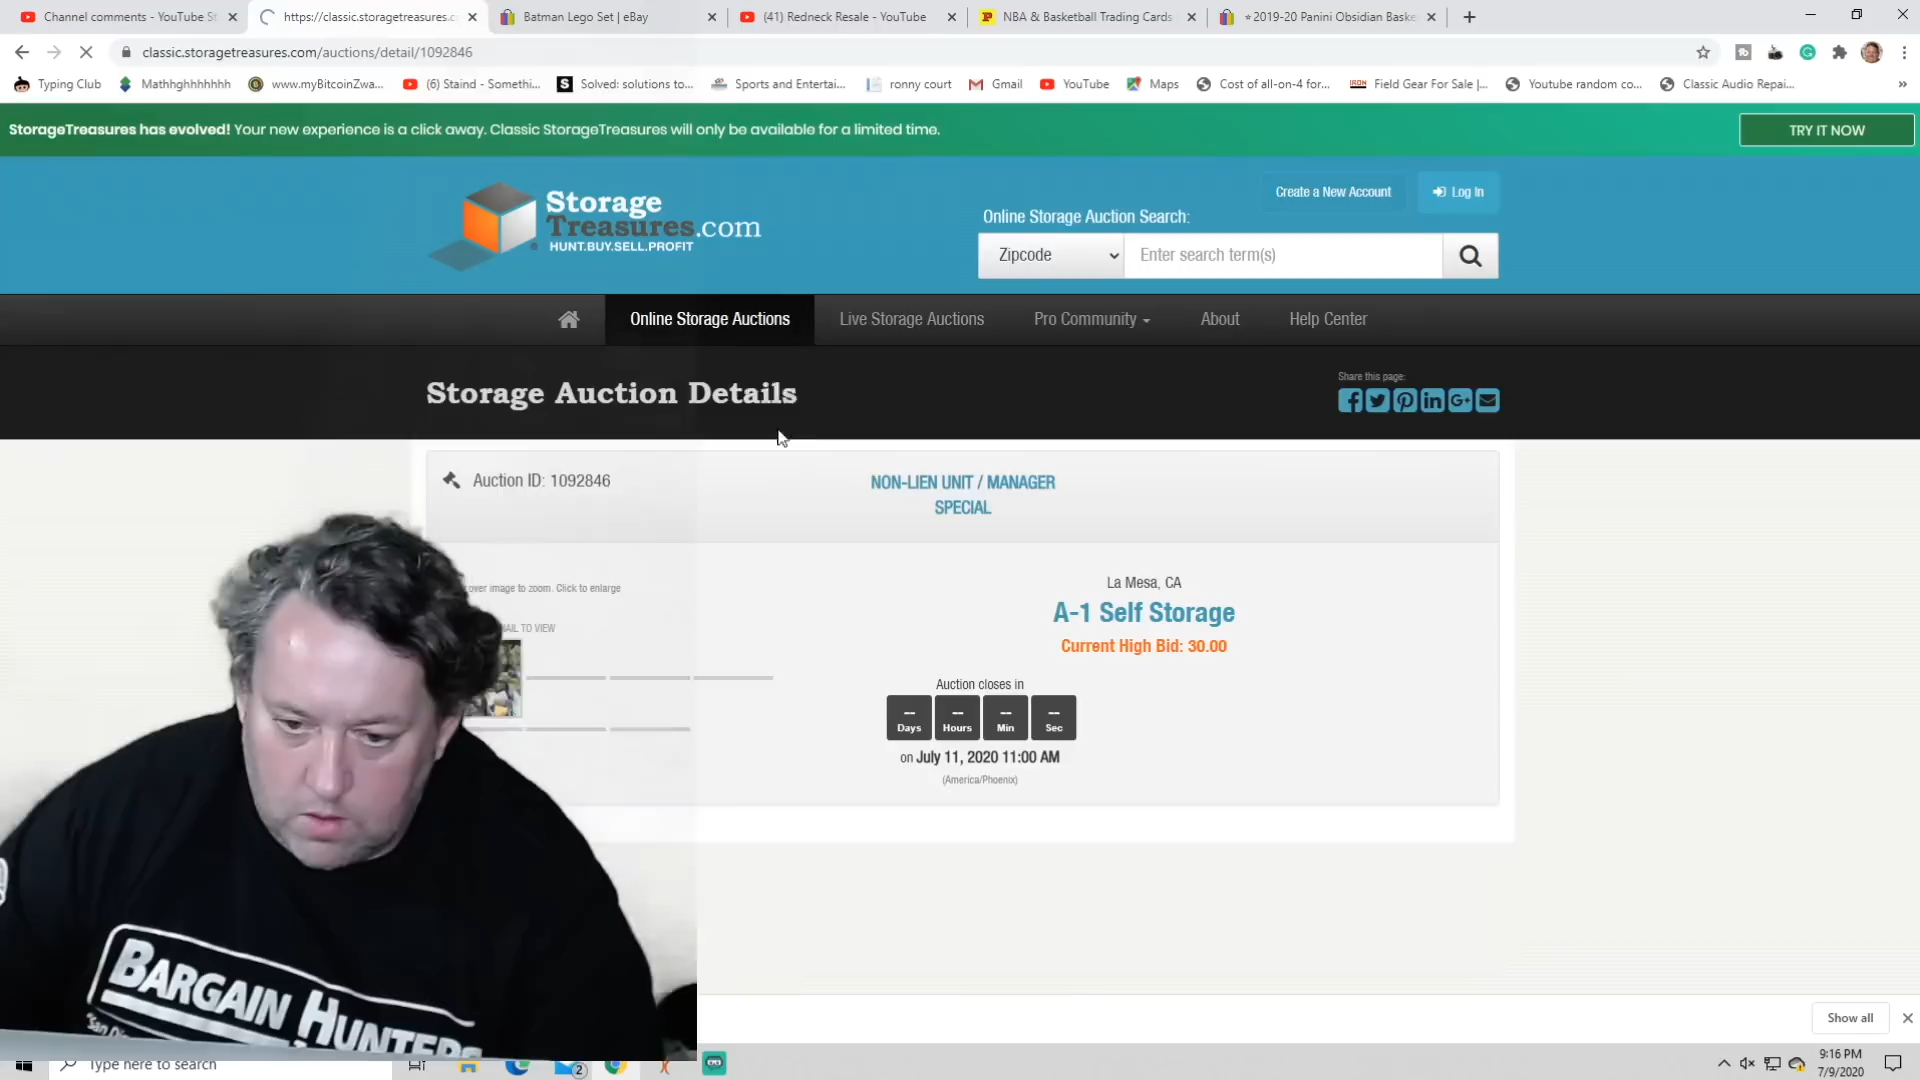 Channel comments - YouTube St
https://classic.storagetreasures.c
Batman Lego Set | eBay
(41) Redneck Resale - YouTube
NBA & Basketball Trading Cards
2019-20 Panini Obsidian Baske
classic.storagetreasures.com/auctions/detail/1092846
Typing Club
Mathhghhhhhhh
www.myBitcoinZwa...
(6) Staind - Somethi...
Solved: solutions to...
Sports and Entertai...
ronny court
Gmail
YouTube
Maps
Cost of all-on-4 for...
Field Gear For Sale |...
Youtube random co...
Classic Audio Repai...
StorageTreasures has evolved! Your new experience is a click away. Classic StorageTreasures will only be available for a limited time.
TRY IT NOW
Storage
Treasures.com
HUNT.BUY.SELL.PROFIT
Create a New Account
Log In
Online Storage Auction Search:
Zipcode
Enter search term(s)
Online Storage Auctions
Live Storage Auctions
Pro Community
About
Help Center
Storage Auction Details
Share this page:
Auction ID: 1092846
NON-LIEN UNIT / MANAGER
SPECIAL
over image to zoom. Click to enlarge
NAIL TO VIEW
La Mesa, CA
A-1 Self Storage
Current High Bid: 30.00
Auction closes in
-- -- -- --
Days Hours Min Sec
on July 11, 2020 11:00 AM
(America/Phoenix)
BARGAIN HUNTERS
"San Di
Show all
Type here to search
2
9:16 PM
7/9/2020